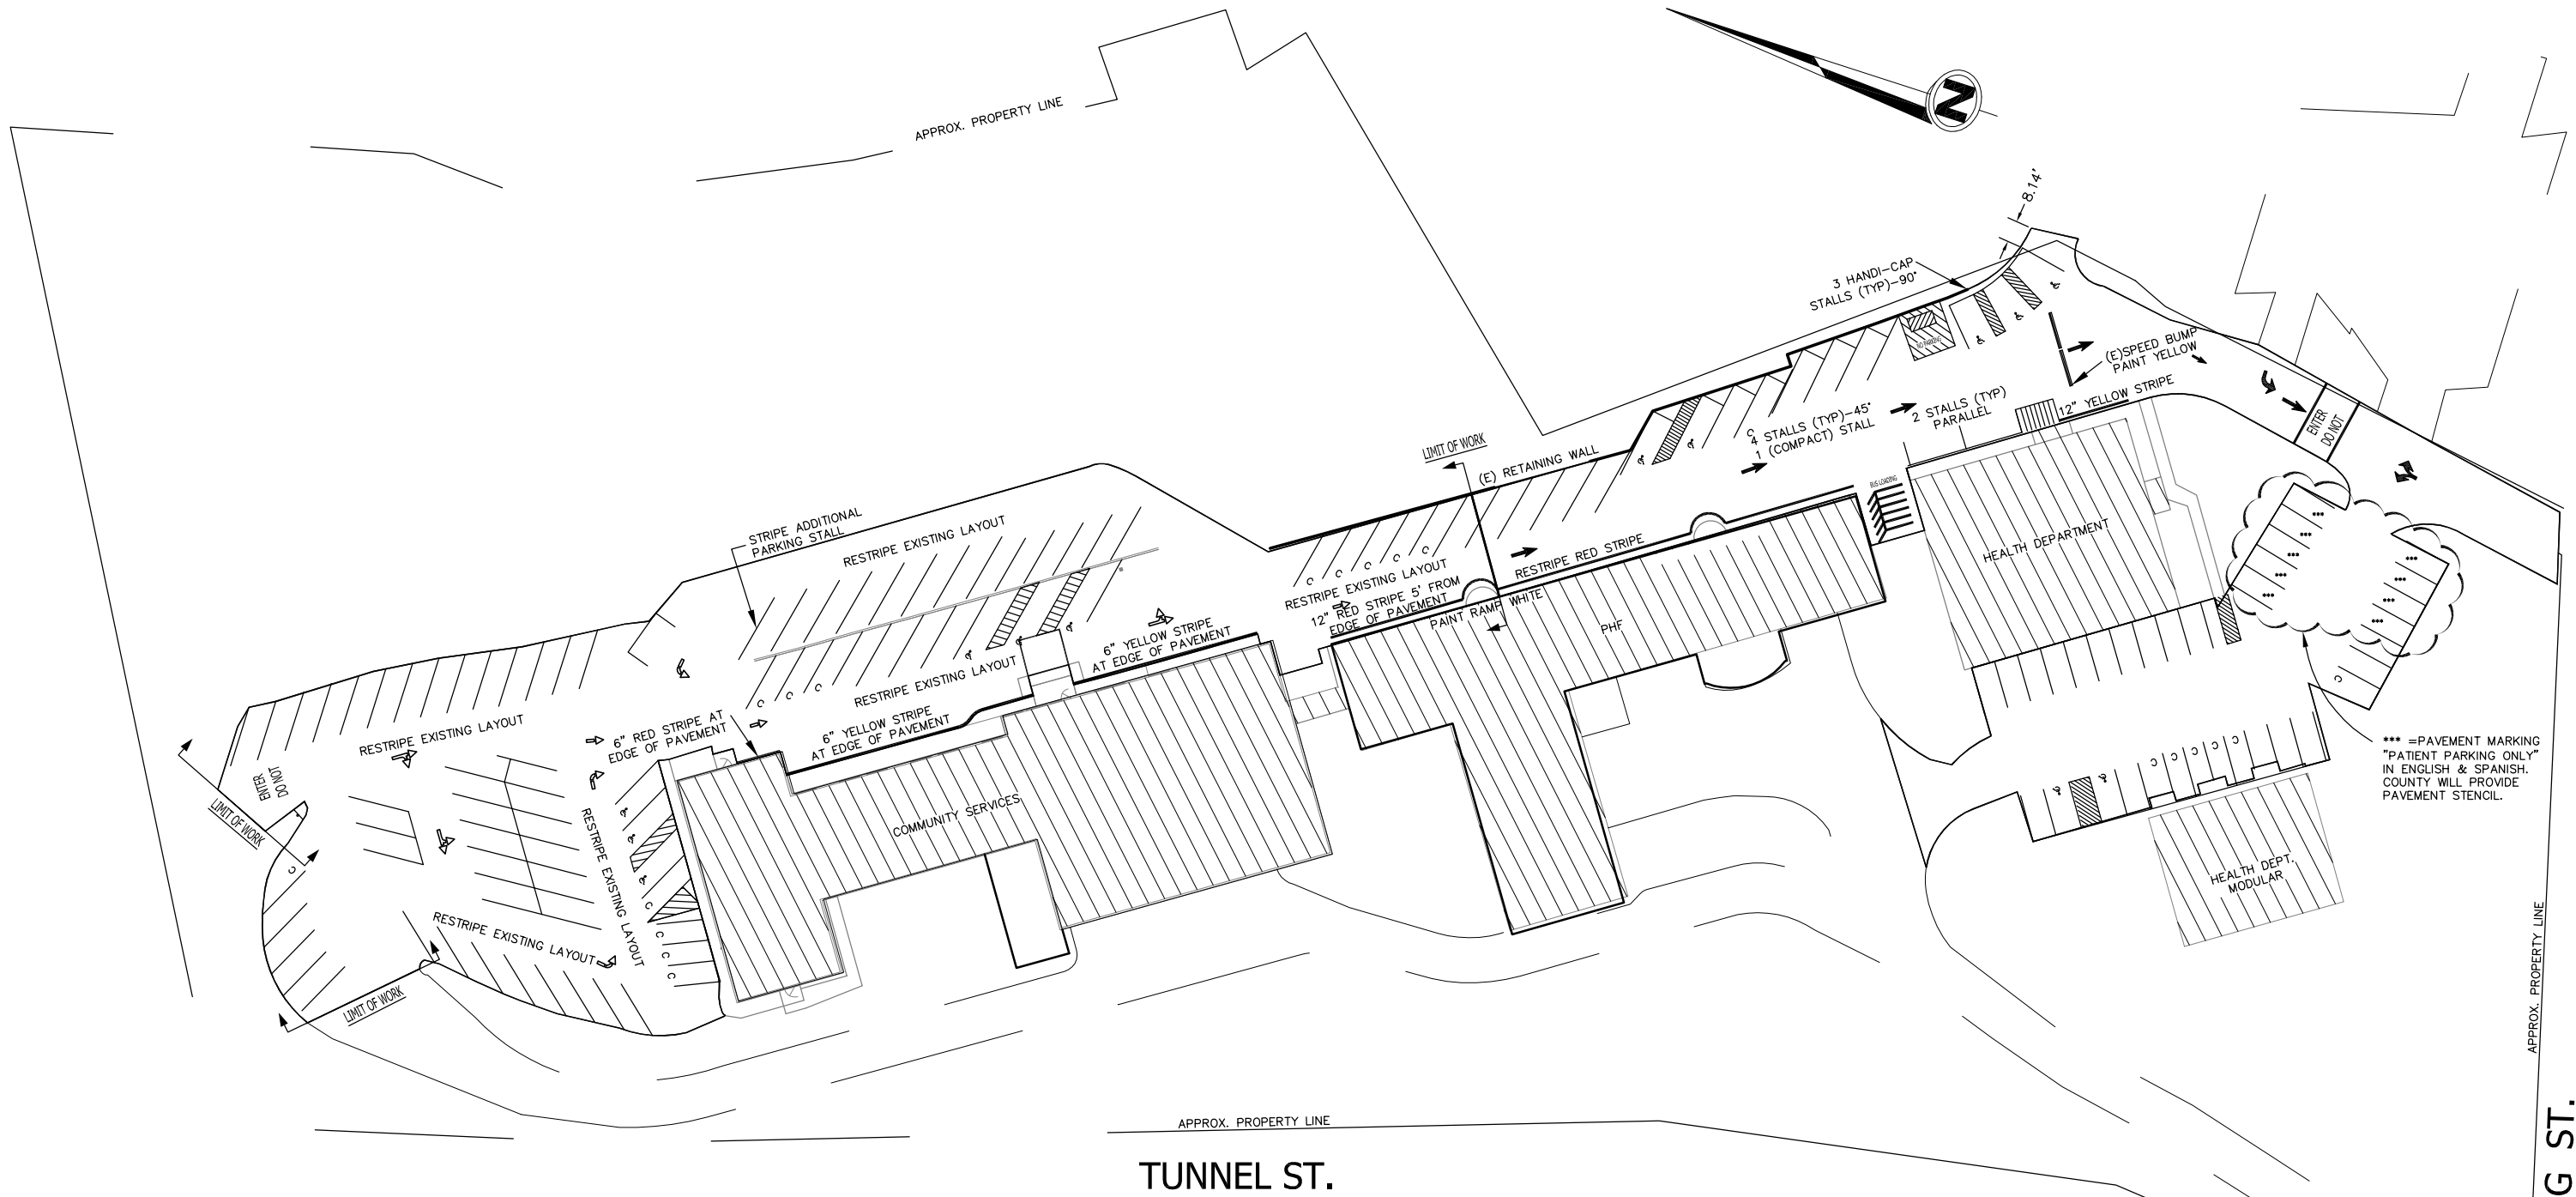 APPROX. PROPERTY LINE
N
8.14'
3 HANDI-CAP
STALLS (TYP)-90°
NO PARKING
(E)SPEED BUMP
PAINT YELLOW
12" YELLOW STRIPE
2 STALLS (TYP)
PARALLEL
4 STALLS (TYP)-45°
1 (COMPACT) STALL
C
ENTER
DO NOT
LIMIT OF WORK
(E) RETAINING WALL
BUS LOADING
STRIPE ADDITIONAL
PARKING STALL
RESTRIPE EXISTING LAYOUT
C C C C C C
RESTRIPE EXISTING LAYOUT
12" RED STRIPE 5' FROM
EDGE OF PAVEMENT
RESTRIPE RED STRIPE
PAINT RAMP WHITE
PHF
HEALTH DEPARTMENT
*** *** *** *** ***
*** *** *** ***
C
6" YELLOW STRIPE
AT EDGE OF PAVEMENT
RESTRIPE EXISTING LAYOUT
C C C
6" YELLOW STRIPE
AT EDGE OF PAVEMENT
6" RED STRIPE AT
EDGE OF PAVEMENT
RESTRIPE EXISTING LAYOUT
ENTER
DO NOT
LIMIT OF WORK
C
RESTRIPE EXISTING LAYOUT
C C C C C
RESTRIPE EXISTING LAYOUT
LIMIT OF WORK
COMMUNITY SERVICES
*** =PAVEMENT MARKING
"PATIENT PARKING ONLY"
IN ENGLISH & SPANISH.
COUNTY WILL PROVIDE
PAVEMENT STENCIL.
C C C C C
HEALTH DEPT.
MODULAR
APPROX. PROPERTY LINE
APPROX. PROPERTY LINE
TUNNEL ST.
G ST.